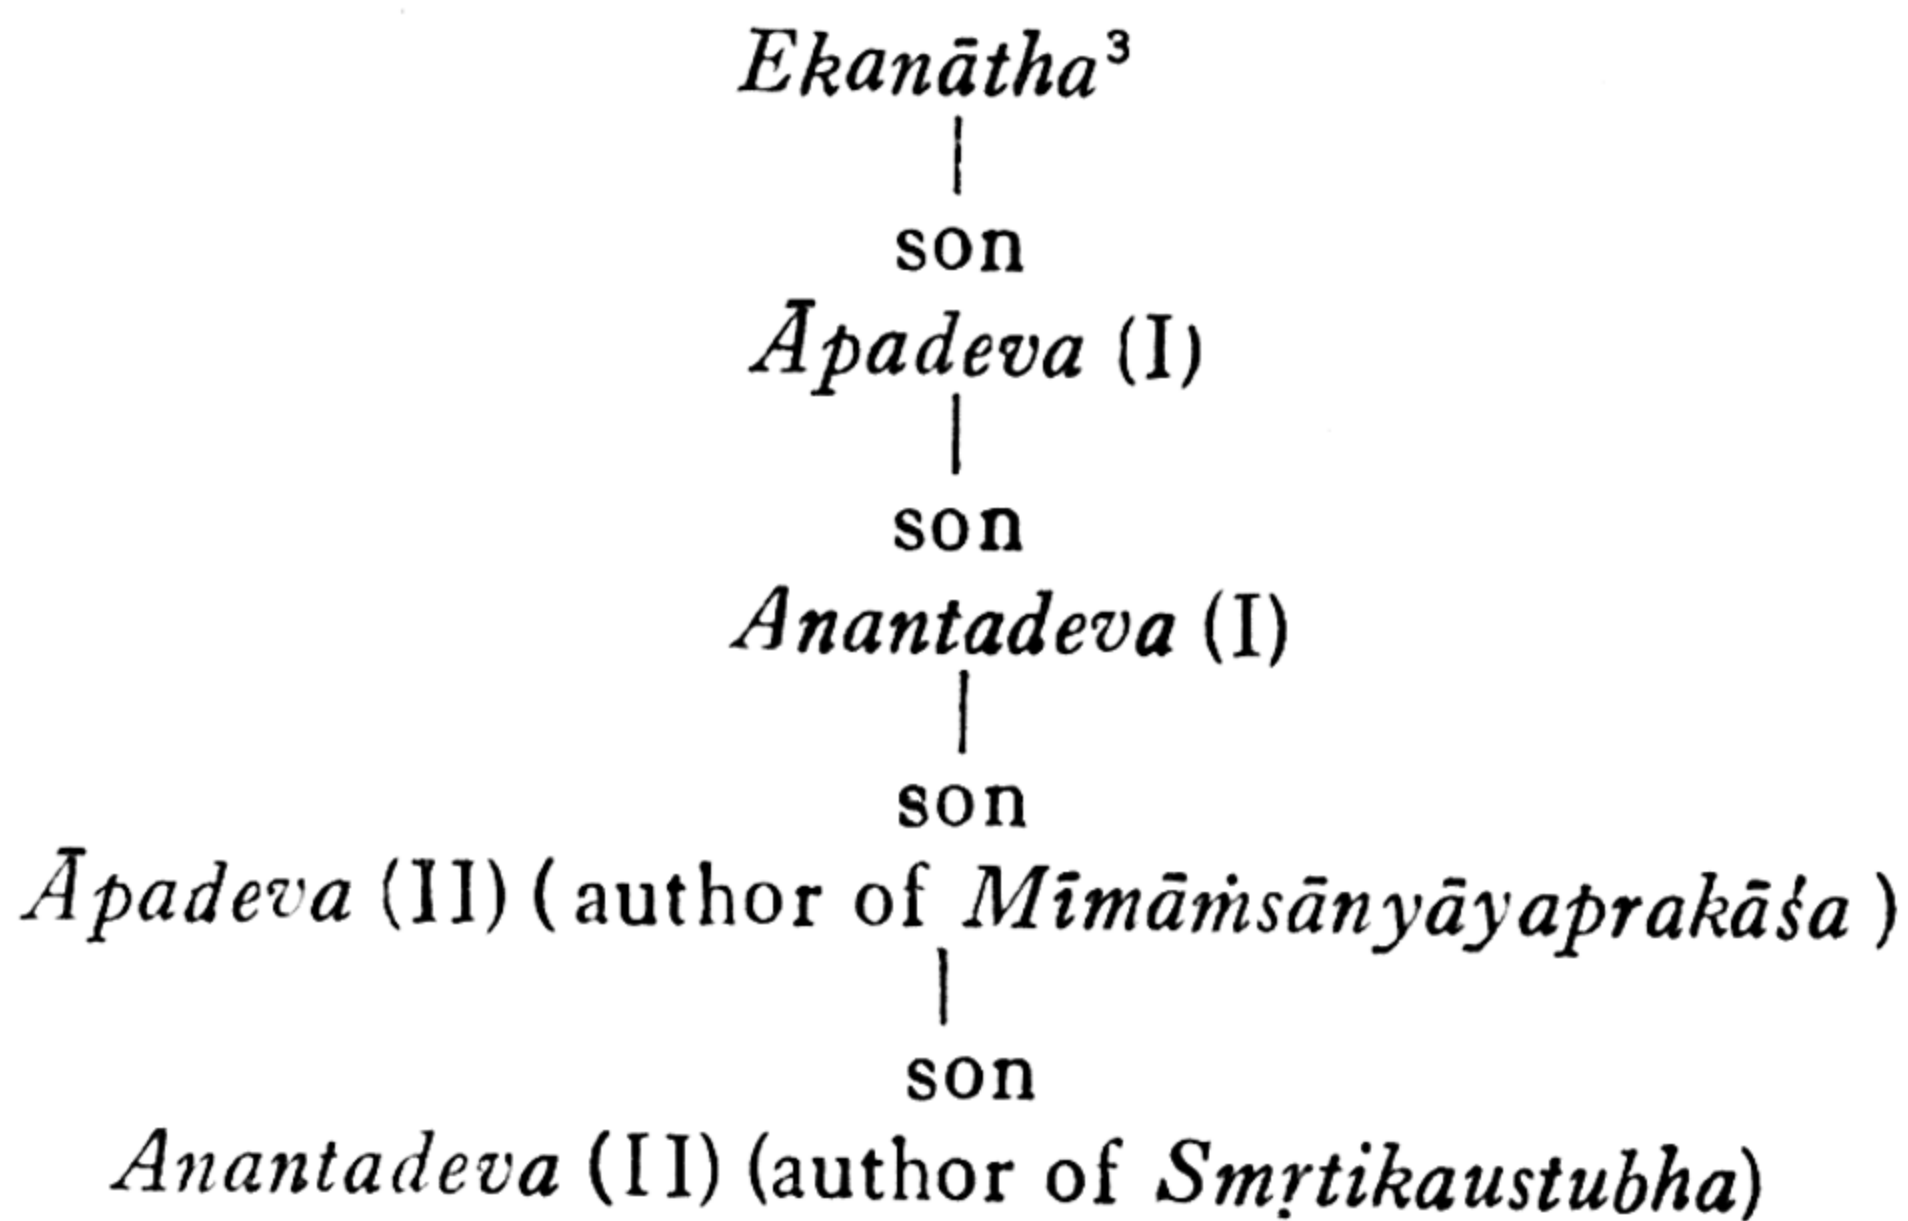 Ekanātha³
son
Āpadeva (I)
son
Anantadeva (I)
son
Āpadeva (II) (author of Mīmāṁsānyāyaprakāśa)
son
Anantadeva (II) (author of Smṛtikaustubha)